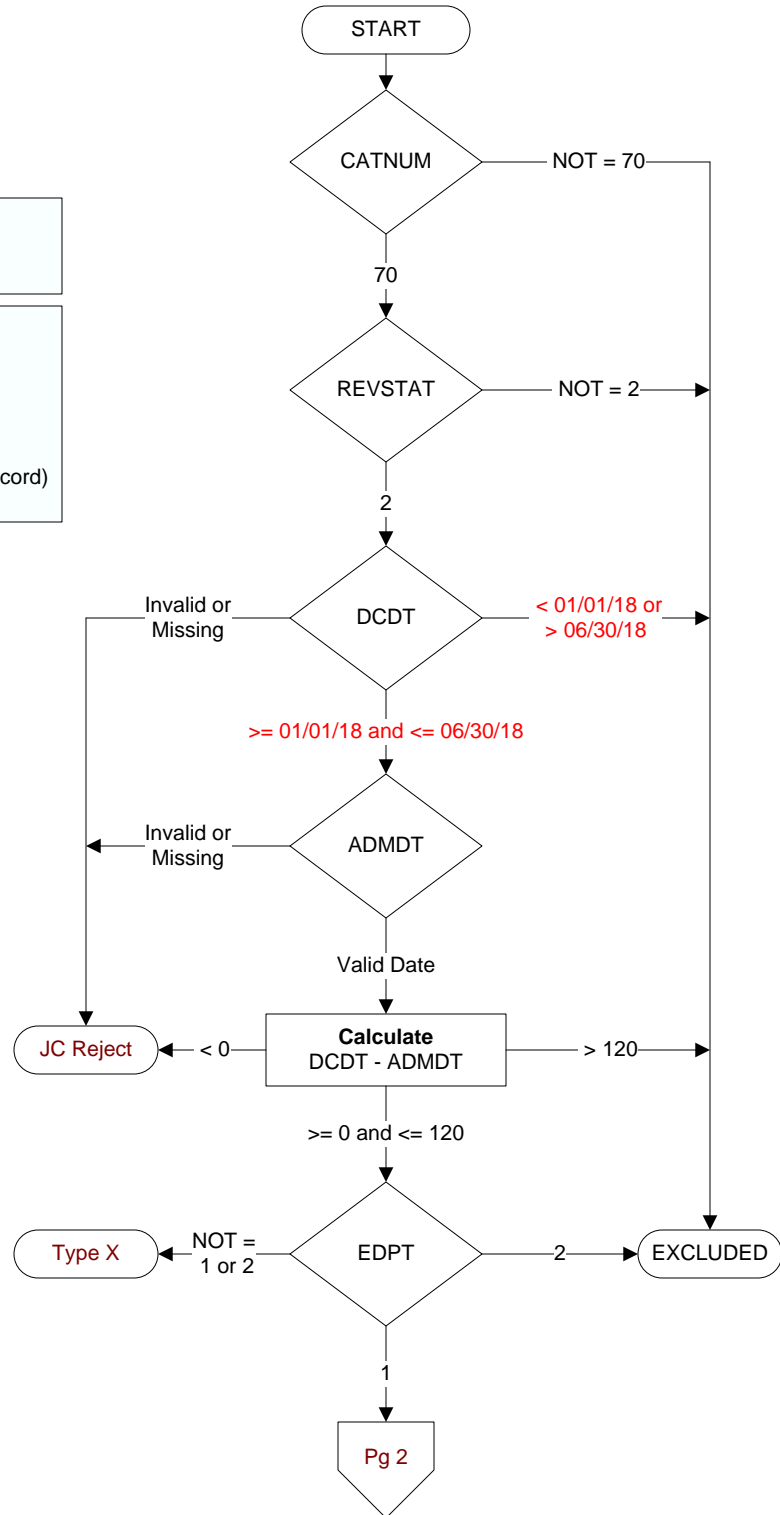 START
CATNUM
NOT = 70
70
REVSTAT
NOT = 2
cord)
2
Invalid or
Missing
DCDT
< 01/01/18 or
> 06/30/18
>= 01/01/18 and <= 06/30/18
Invalid or
Missing
ADMDT
Valid Date
JC Reject
< 0
Calculate
DCDT - ADMDT
> 120
>= 0 and <= 120
Type X
NOT =
1 or 2
EDPT
2
EXCLUDED
1
Pg 2